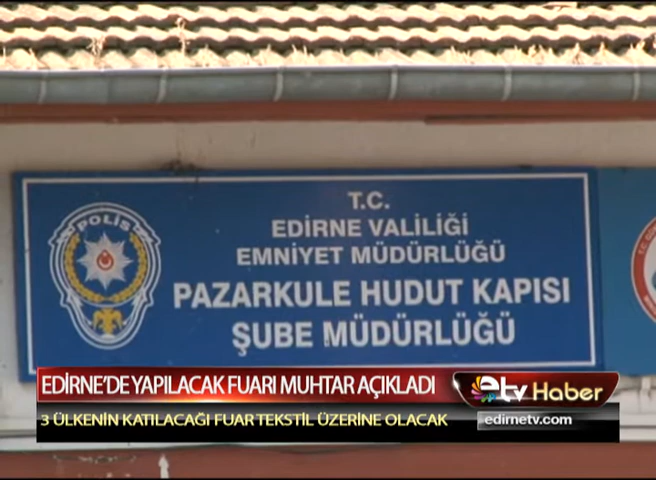 POLİS
T.C.
EDİRNE VALİLİĞİ
EMNİYET MÜDÜRLÜĞÜ
PAZARKULE HUDUT KAPISI
ŞUBE MÜDÜRLÜĞÜ
EDİRNE'DE YAPILACAK FUARI MUHTAR AÇIKLADI
etv Haber
3 ÜLKENİN KATILACAĞI FUAR TEKSTİL ÜZERİNE OLACAK
edirnetv.com